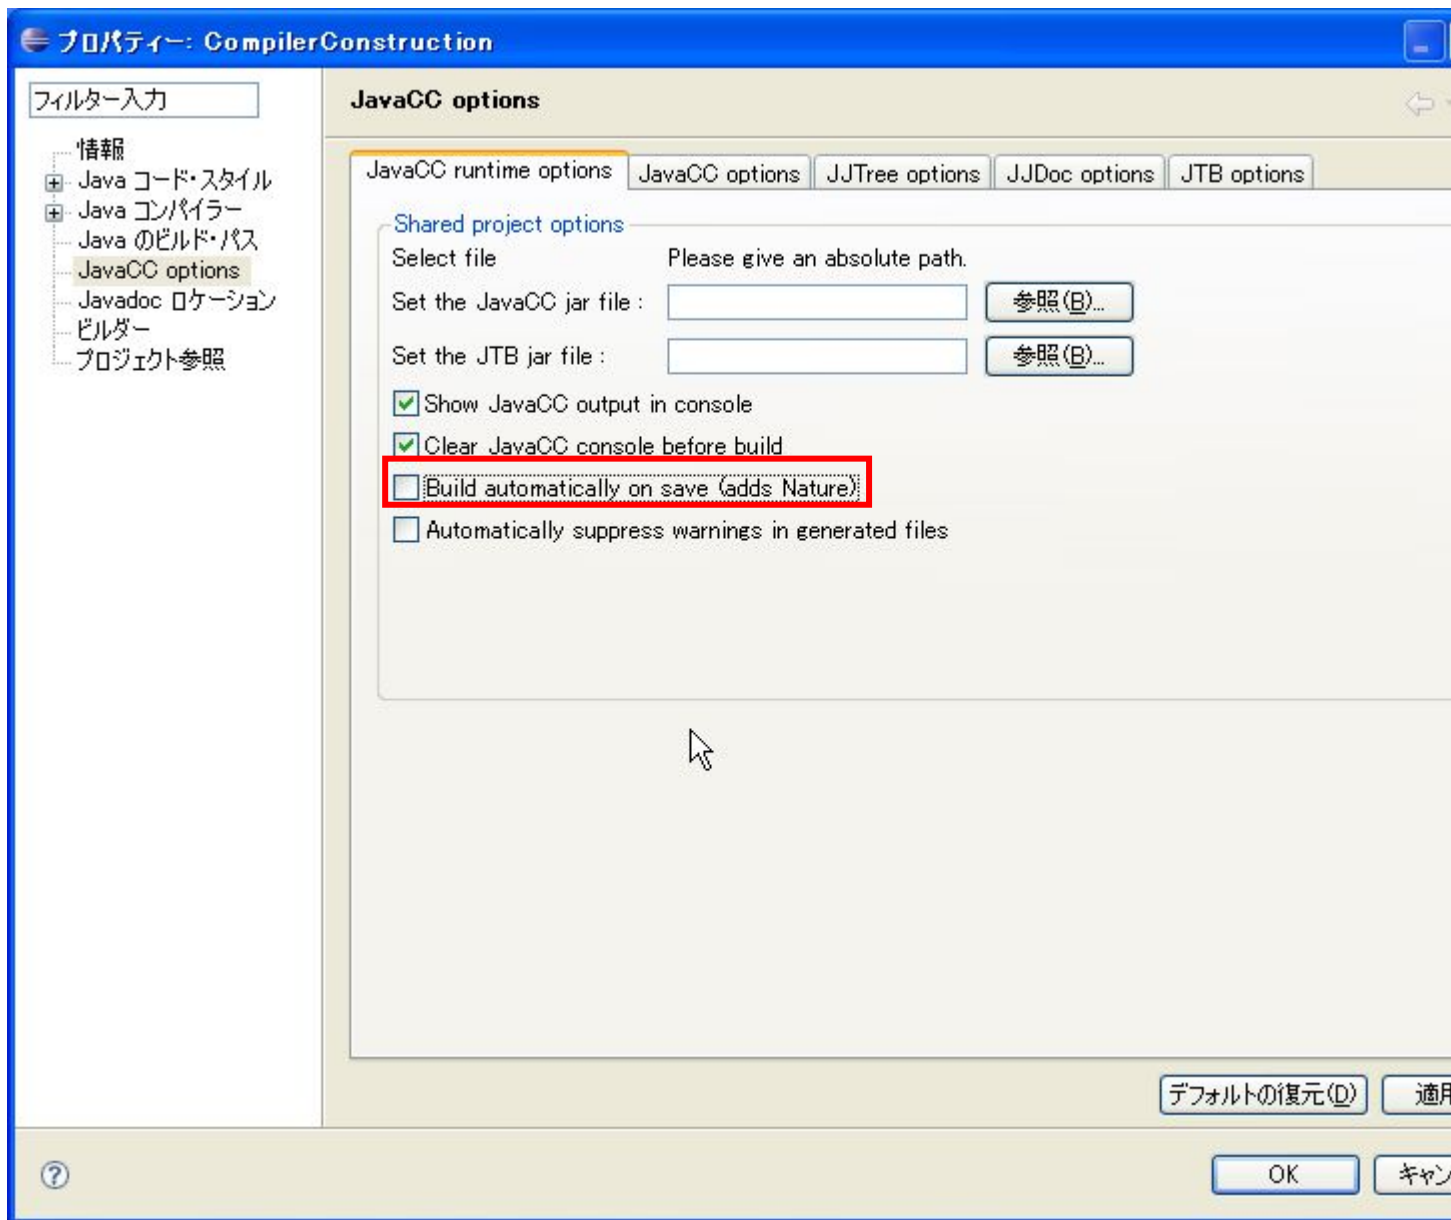 プロパティー: CompilerConstruction
フィルター入力
情報
Java コード・スタイル
Java コンパイラー
Java のビルド・パス
JavaCC options
Javadoc ロケーション
ビルダー
プロジェクト参照
JavaCC options
JavaCC runtime options JavaCC options JJTree options JJDoc options JTB options
Shared project options
Select file Please give an absolute path.
Set the JavaCC jar file : 参照(B)...
Set the JTB jar file : 参照(B)...
Show JavaCC output in console
Clear JavaCC console before build
Build automatically on save (adds Nature)
Automatically suppress warnings in generated files
デフォルトの復元(D) 適用
OK キャン